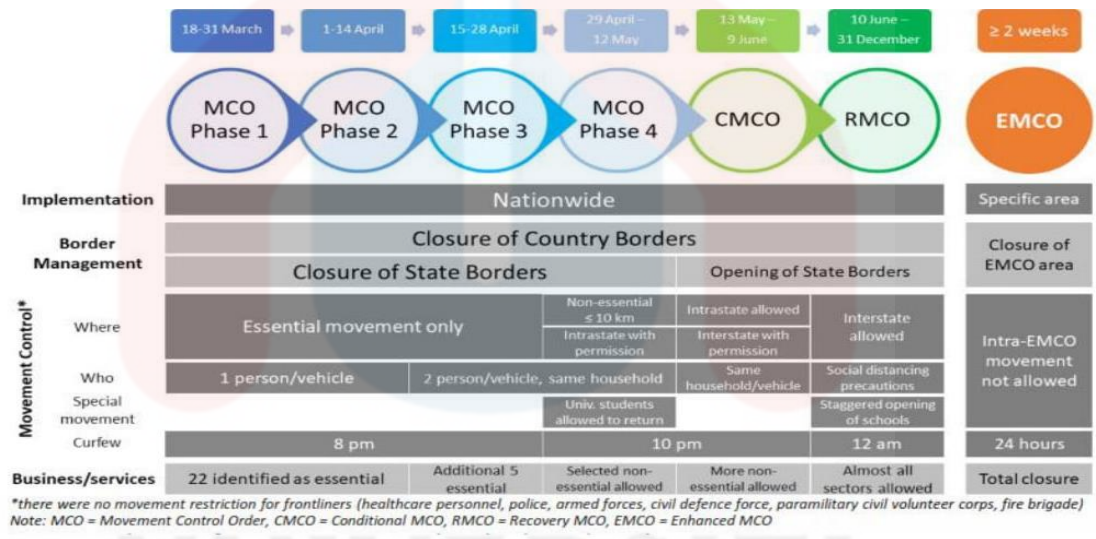 18-31 March
1-14 April
15-28 April
29 April –
12 May
13 May –
9 June
10 June –
31 December
≥ 2 weeks
MCO
Phase 1
MCO
Phase 2
MCO
Phase 3
MCO
Phase 4
CMCO
RMCO
EMCO
Implementation
Nationwide
Specific area
Border
Management
Closure of Country Borders
Closure of State Borders
Opening of State Borders
Closure of
EMCO area
Movement Control*
Where
Essential movement only
Non-essential
≤ 10 km
Intrastate with
permission
Intrastate allowed
Interstate with
permission
Interstate
allowed
Intra-EMCO
movement
not allowed
Who
1 person/vehicle
2 person/vehicle, same household
Same
household/vehicle
Social distancing
precautions
Special
movement
Univ. students
allowed to return
Staggered opening
of schools
Curfew
8 pm
10 pm
12 am
24 hours
Business/services
22 identified as essential
Additional 5
essential
Selected non-
essential allowed
More non-
essential allowed
Almost all
sectors allowed
Total closure
*there were no movement restriction for frontliners (healthcare personnel, police, armed forces, civil defence force, paramilitary civil volunteer corps, fire brigade)
Note: MCO = Movement Control Order, CMCO = Conditional MCO, RMCO = Recovery MCO, EMCO = Enhanced MCO